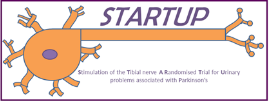 STARTUP
Stimulation of the Tibial nerve A Randomised Trial for Urinary
problems associated with Parkinson's